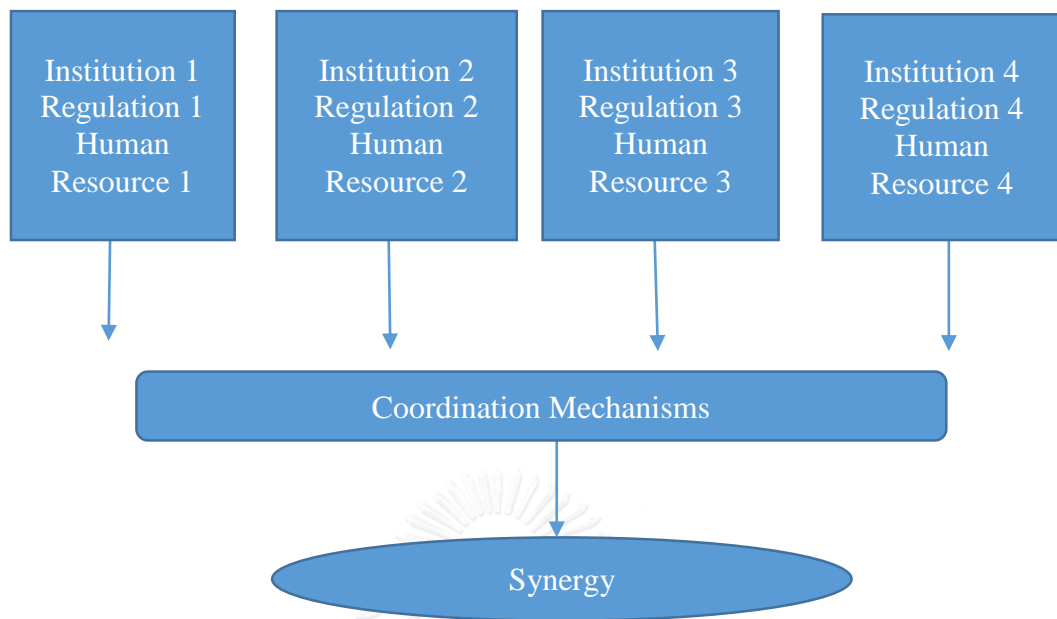 Institution 1
Regulation 1
Human
Resource 1
Institution 2
Regulation 2
Human
Resource 2
Institution 3
Regulation 3
Human
Resource 3
Institution 4
Regulation 4
Human
Resource 4
Coordination Mechanisms
Synergy